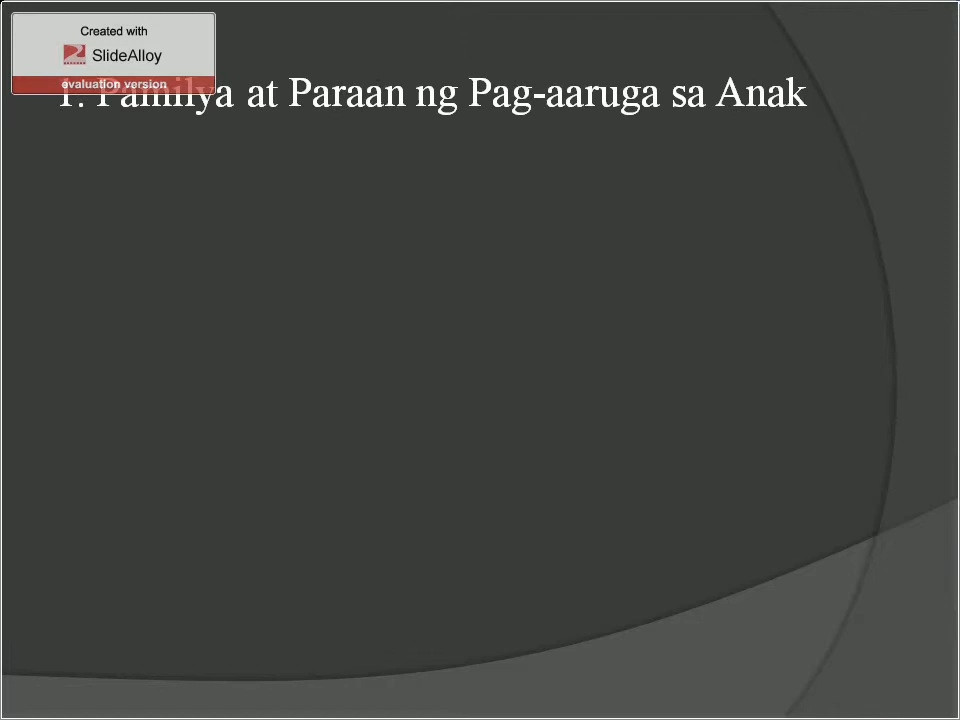 Created with
SlideAlloy
evaluation version
1. Pamilya at Paraan ng Pag-aaruga sa Anak